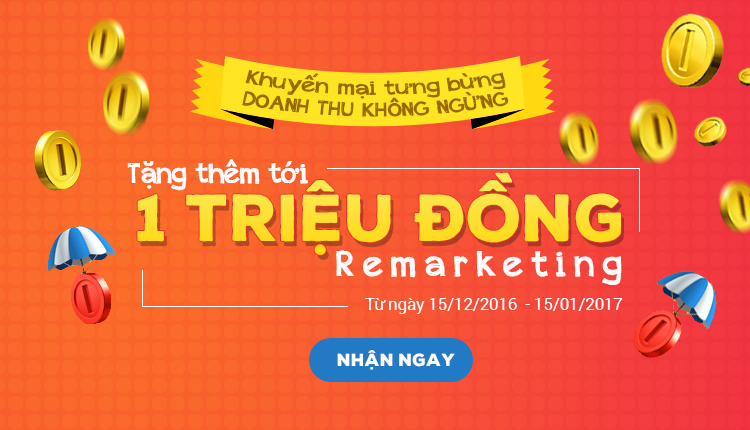 Khuyến mại tưng bừng
DOANH THU KHÔNG NGỪNG
Tặng thêm tới
1 TRIỆU ĐỒNG
Remarketing
Từ ngày 15/12/2016 - 15/01/2017
NHẬN NGAY